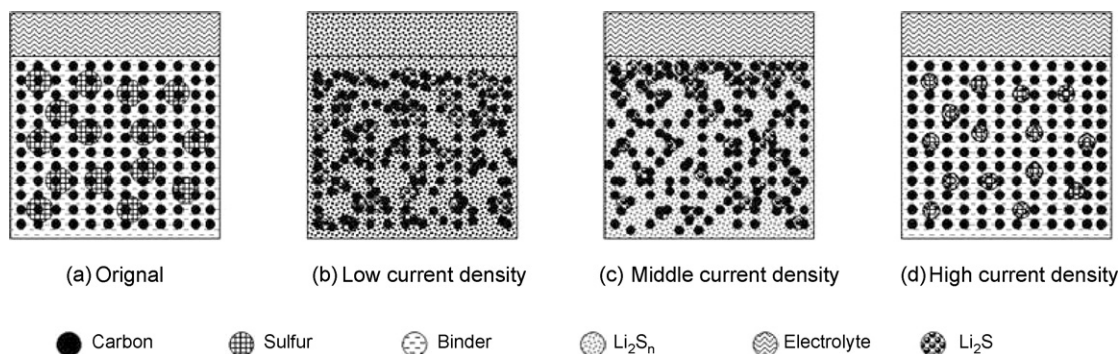 (a) Orignal
(b) Low current density
(c) Middle current density
(d) High current density
Carbon
Sulfur
Binder
Li₂Sₙ
Electrolyte
Li₂S